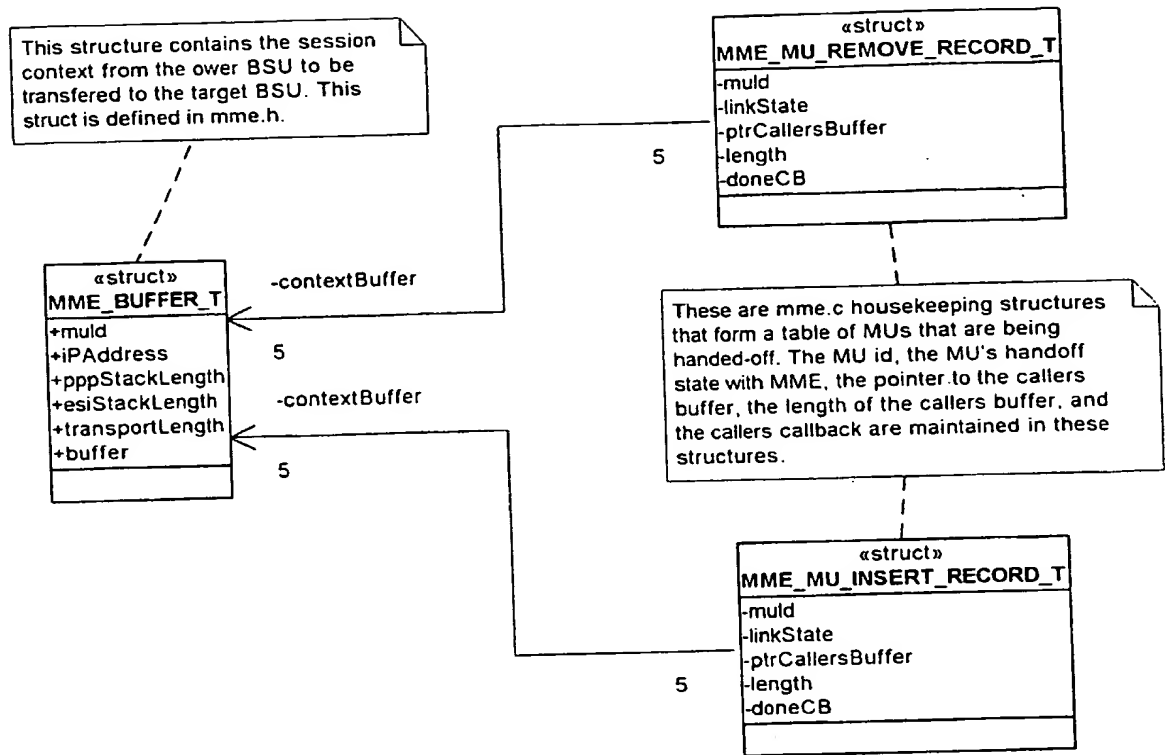 This structure contains the session
context from the ower BSU to be
transfered to the target BSU. This
struct is defined in mme.h.
«struct»
MME_MU_REMOVE_RECORD_T
-muId
-linkState
-ptrCallersBuffer
-length
-doneCB
5
«struct»
MME_BUFFER_T
+muId
+iPAddress
+pppStackLength
+esiStackLength
+transportLength
+buffer
-contextBuffer
5
-contextBuffer
5
These are mme.c housekeeping structures
that form a table of MUs that are being
handed-off. The MU id, the MU's handoff
state with MME, the pointer to the callers
buffer, the length of the callers buffer, and
the callers callback are maintained in these
structures.
«struct»
MME_MU_INSERT_RECORD_T
-muId
-linkState
-ptrCallersBuffer
-length
-doneCB
5